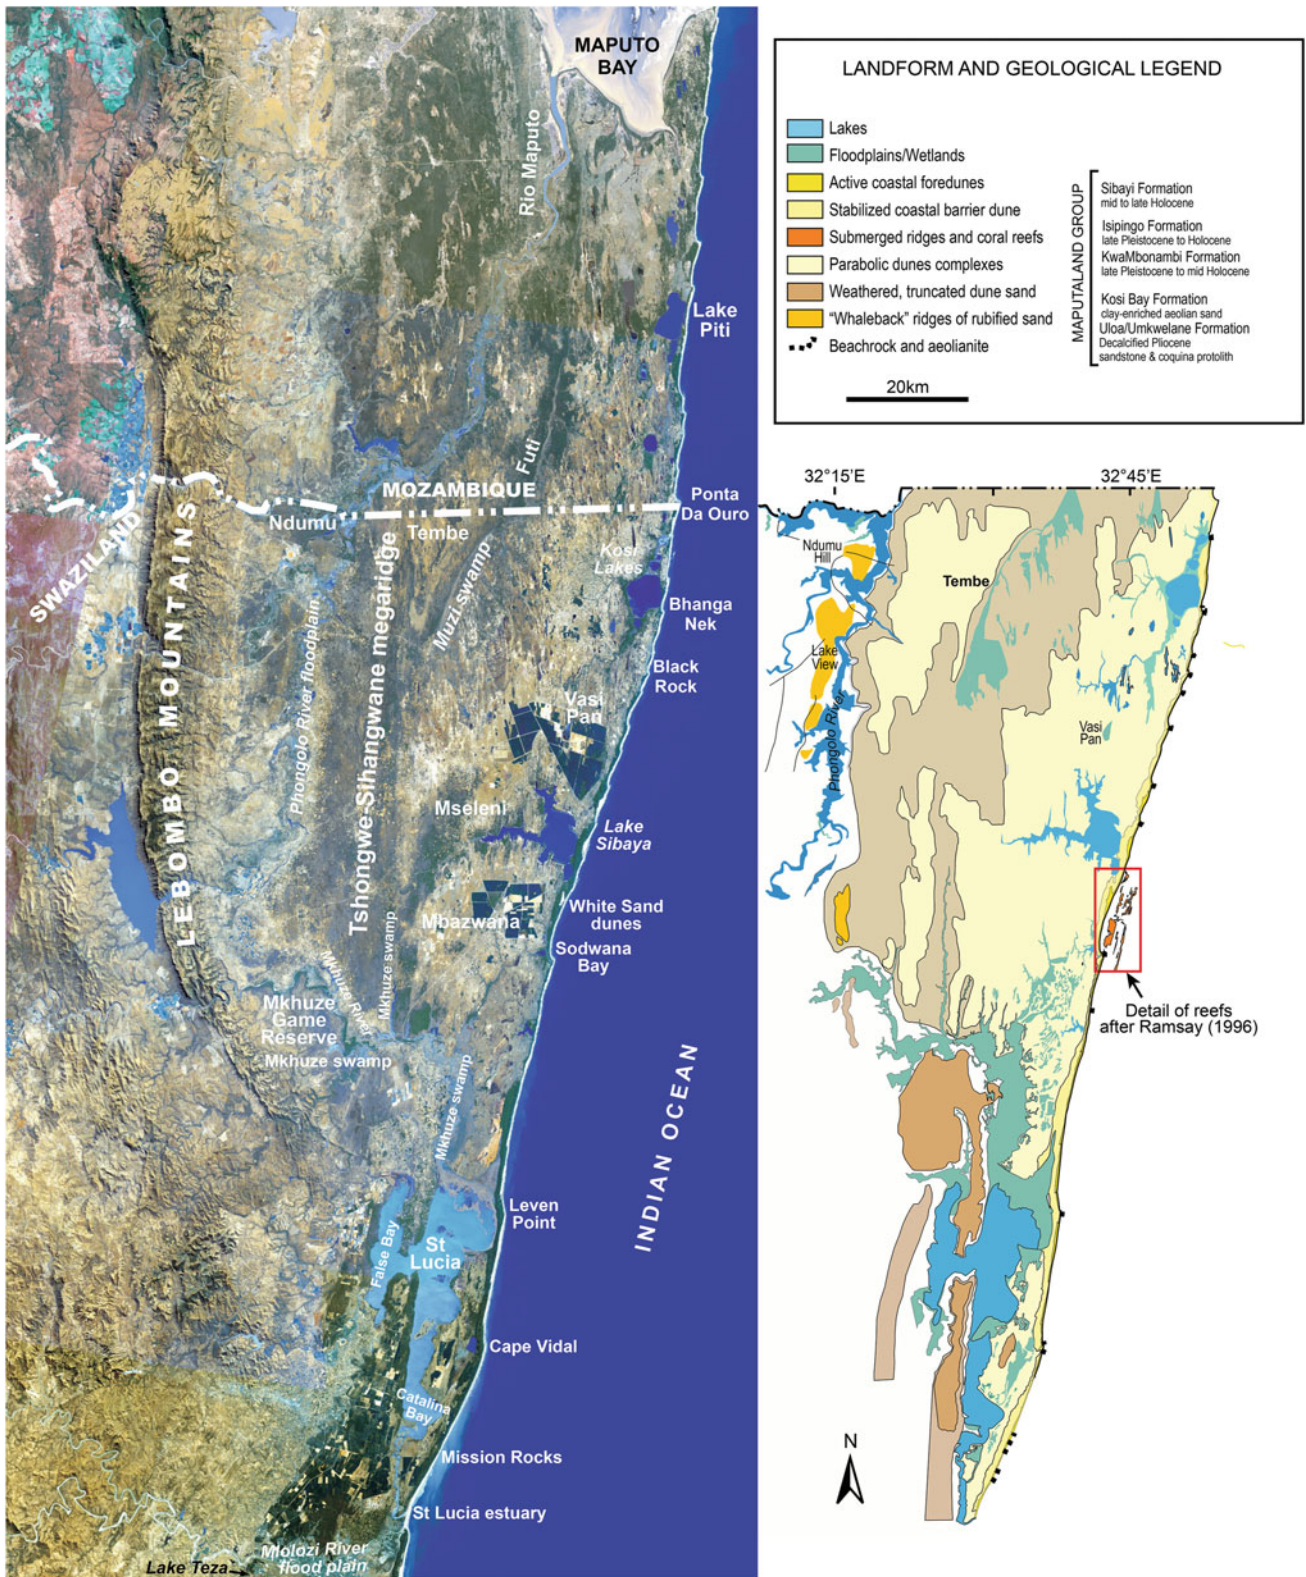 MAPUTO
BAY
Rio Maputo
Lake
Piti
Futi
MOZAMBIQUE
Ponta
Da Ouro
Ndumu
Tembe
SWAZILAND
Kosi
Lakes
Bhanga
Nek
Muzi swamp
Black
Rock
LEBOMBO MOUNTAINS
Phongolo River floodplain
Tshongwe-Sihangwane megaridge
Vasi
Pan
Mseleni
Lake
Sibaya
White Sand
dunes
Mbazwana
Sodwana
Bay
Mkhuze swamp
Mkhuze River
Mkhuze
Game
Reserve
Mkhuze swamp
Mkhuze swamp
INDIAN OCEAN
Leven
Point
False Bay
St
Lucia
Cape Vidal
Catalina
Bay
Mission Rocks
St Lucia estuary
Mfolozi River
flood plain
Lake Teza
LANDFORM AND GEOLOGICAL LEGEND
Lakes
Floodplains/Wetlands
Active coastal foredunes
Stabilized coastal barrier dune
Submerged ridges and coral reefs
Parabolic dunes complexes
Weathered, truncated dune sand
"Whaleback" ridges of rubified sand
Beachrock and aeolianite
MAPUTALAND GROUP
Sibayi Formation
mid to late Holocene
Isipingo Formation
late Pleistocene to Holocene
KwaMbonambi Formation
late Pleistocene to mid Holocene
Kosi Bay Formation
clay-enriched aeolian sand
Uloa/Umkwelane Formation
Decalcified Pliocene
sandstone & coquina protolith
20km
32°15'E
32°45'E
Ndumu
Hill
Tembe
Lake
View
Phongolo River
Vasi
Pan
Detail of reefs
after Ramsay (1996)
N